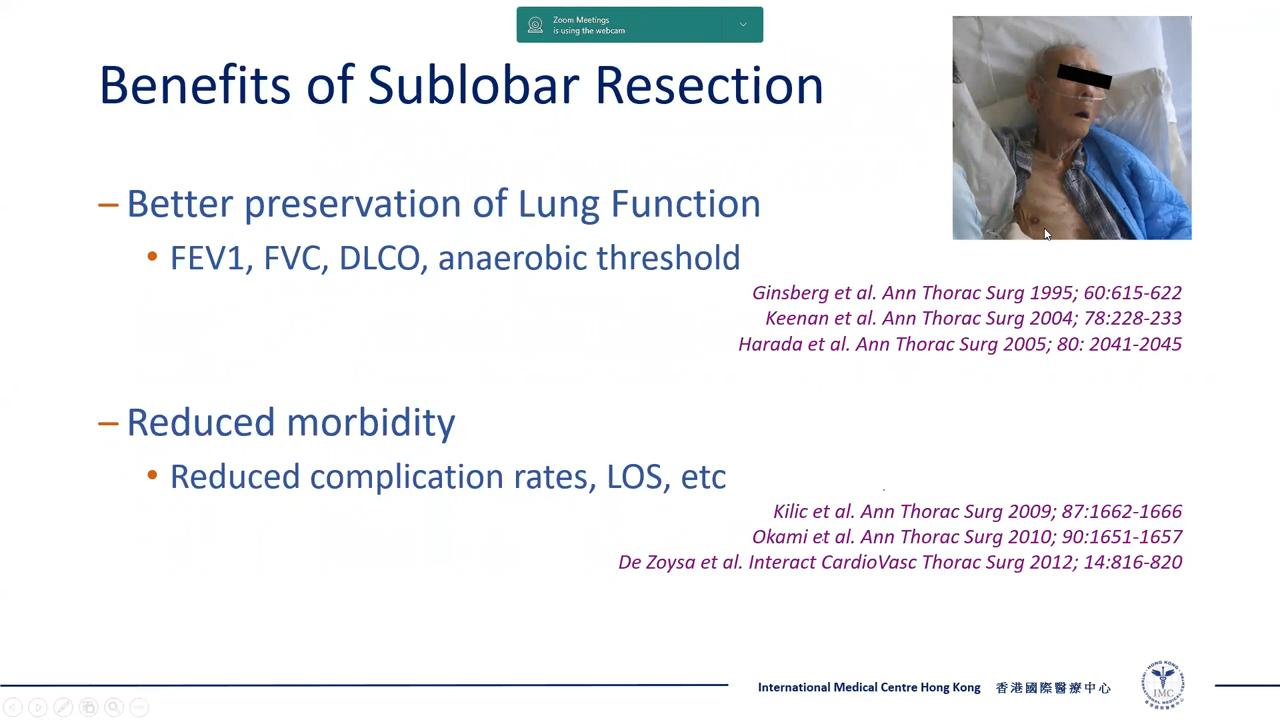 Zoom Meetings
is using the webcam
Benefits of Sublobar Resection
– Better preservation of Lung Function
• FEV1, FVC, DLCO, anaerobic threshold
Ginsberg et al. Ann Thorac Surg 1995; 60:615-622
Keenan et al. Ann Thorac Surg 2004; 78:228-233
Harada et al. Ann Thorac Surg 2005; 80: 2041-2045
– Reduced morbidity
• Reduced complication rates, LOS, etc
Kilic et al. Ann Thorac Surg 2009; 87:1662-1666
Okami et al. Ann Thorac Surg 2010; 90:1651-1657
De Zoysa et al. Interact CardioVasc Thorac Surg 2012; 14:816-820
International Medical Centre Hong Kong 香港國際醫療中心
IMC